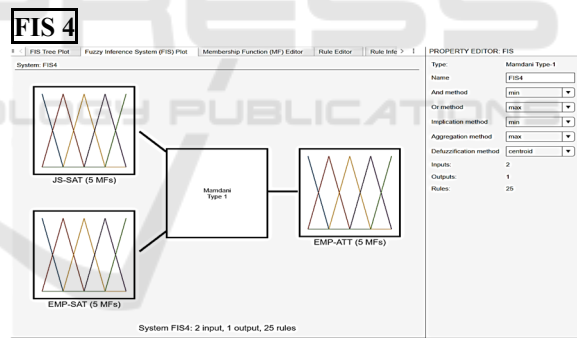 FIS 4
FIS Tree Plot
Fuzzy Inference System (FIS) Plot
Membership Function (MF) Editor
Rule Editor
Rule Infe
PROPERTY EDITOR: FIS
System: FIS4
Type: Mamdani Type-1
Name FIS4
And method min
Or method max
Implication method min
Aggregation method max
Defuzzification method centroid
Inputs: 2
Outputs: 1
Rules: 25
JS-SAT (5 MFs)
Mamdani
Type 1
EMP-ATT (5 MFs)
EMP-SAT (5 MFs)
System FIS4: 2 input, 1 output, 25 rules